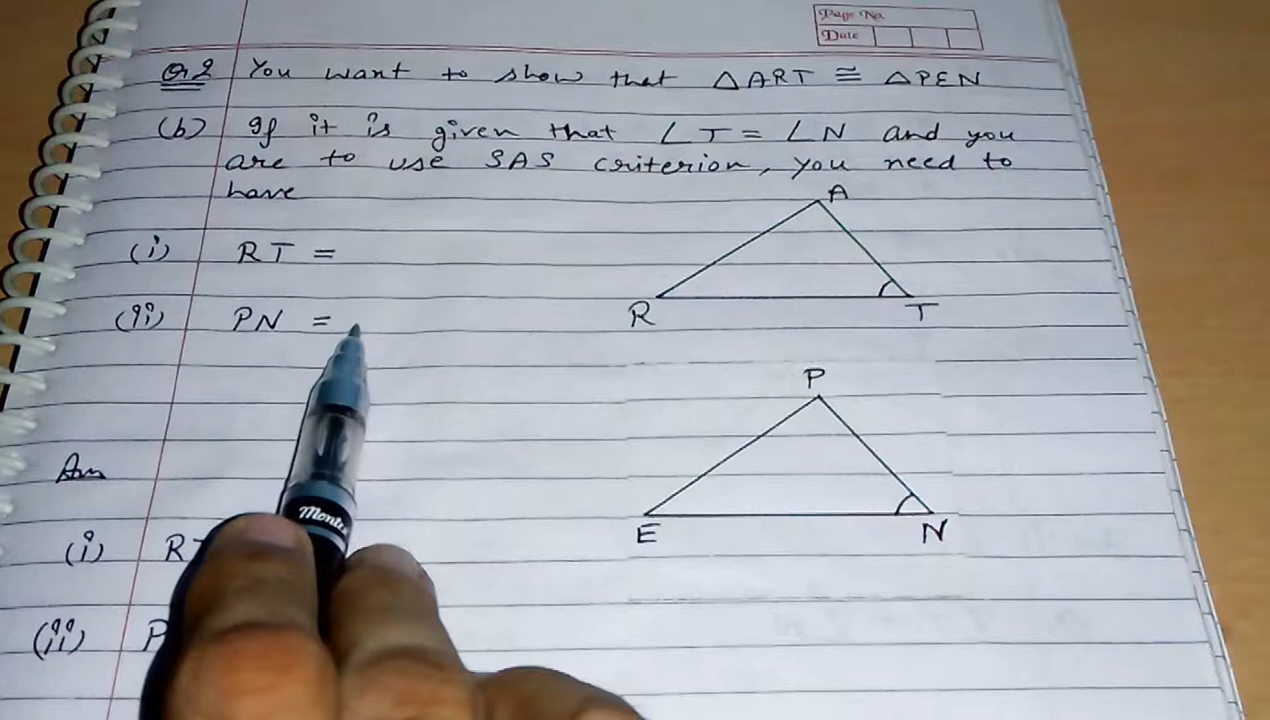 Page No.
Date
Qn 2 You want to show that △ART ≅ △PEN
(b) If it is given that ∠T = ∠N and you
are to use SAS criterion, you need to
have
A
(i) RT =
R T
(ii) PN =
P
Ans
E N
(i)
(ii) P